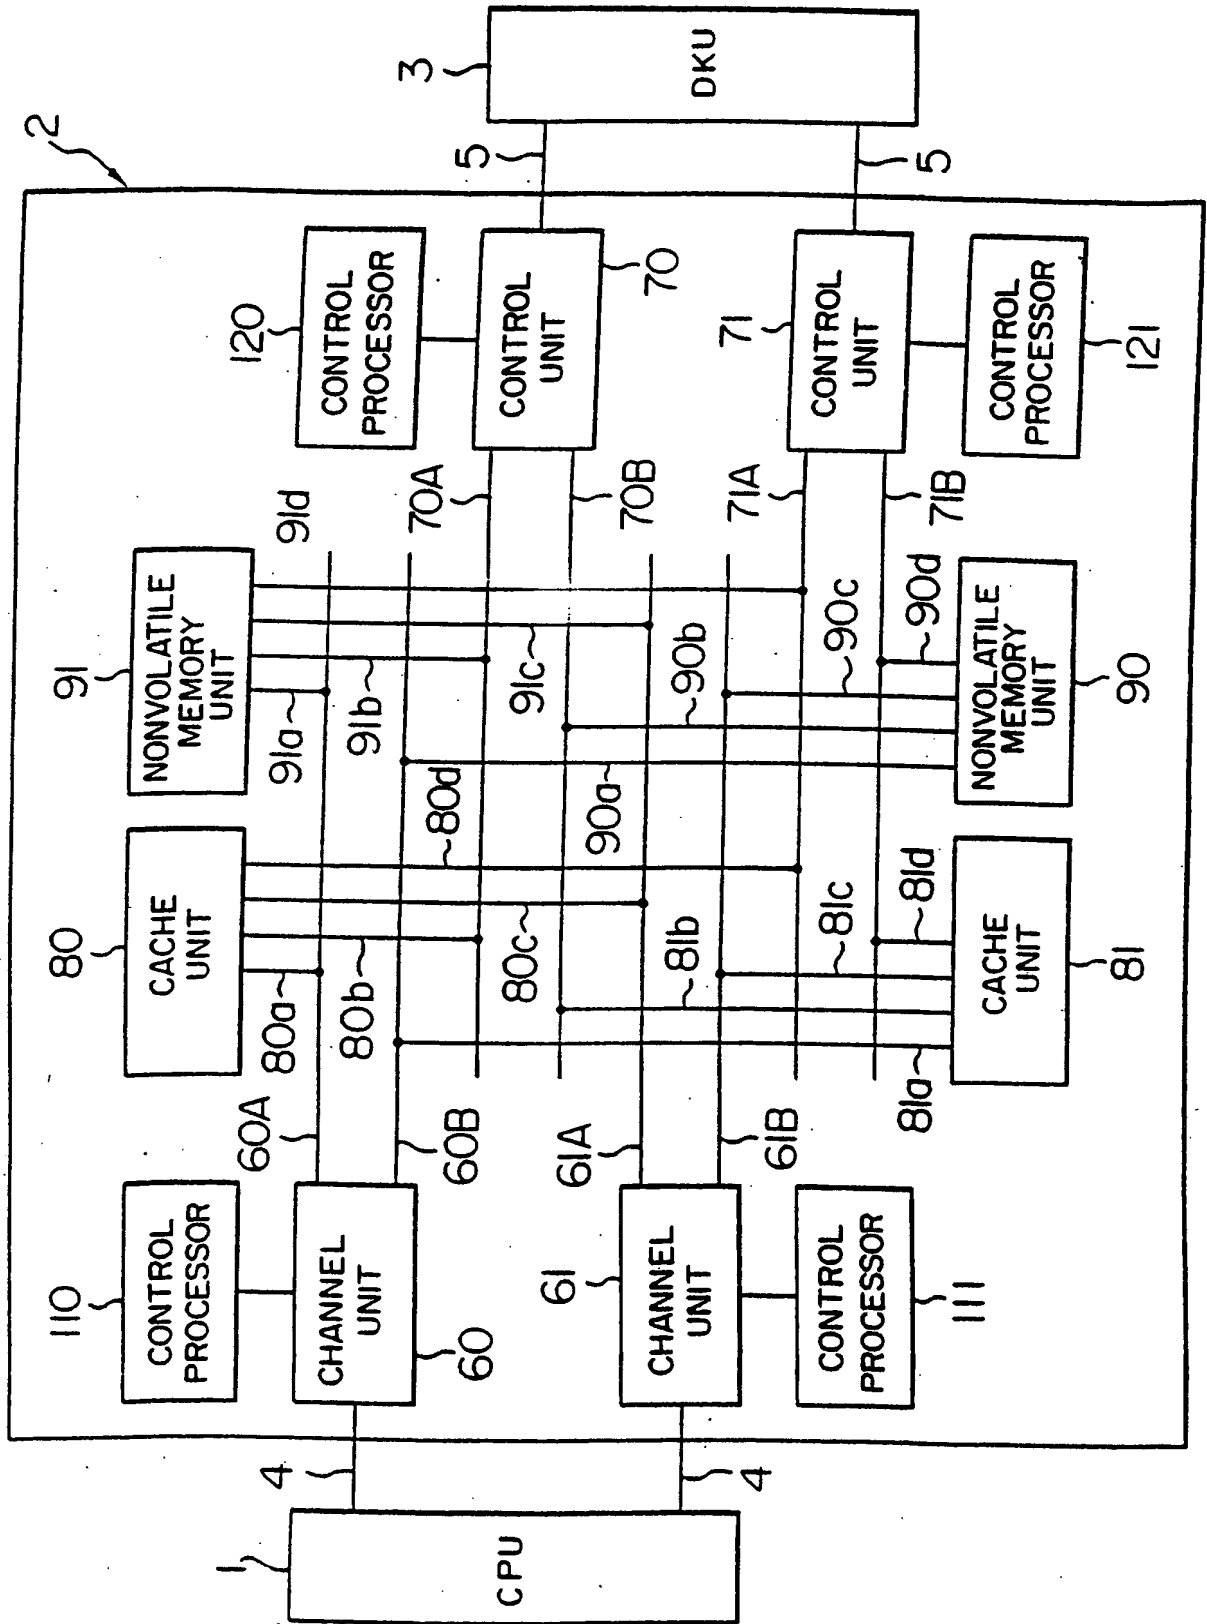 2
3
DKU
5
5
120
CONTROL
PROCESSOR
CONTROL
UNIT
70
71
CONTROL
UNIT
CONTROL
PROCESSOR
121
91
NONVOLATILE
MEMORY
UNIT
91a
91b
91c
91d
70A
70B
71A
71B
90a
90b
90c
90d
NONVOLATILE
MEMORY
UNIT
90
80
CACHE
UNIT
80a
80b
80c
80d
81a
81b
81c
81d
CACHE
UNIT
81
60A
60B
61A
61B
110
CONTROL
PROCESSOR
CHANNEL
UNIT
60
61
CHANNEL
UNIT
CONTROL
PROCESSOR
111
4
4
1
CPU